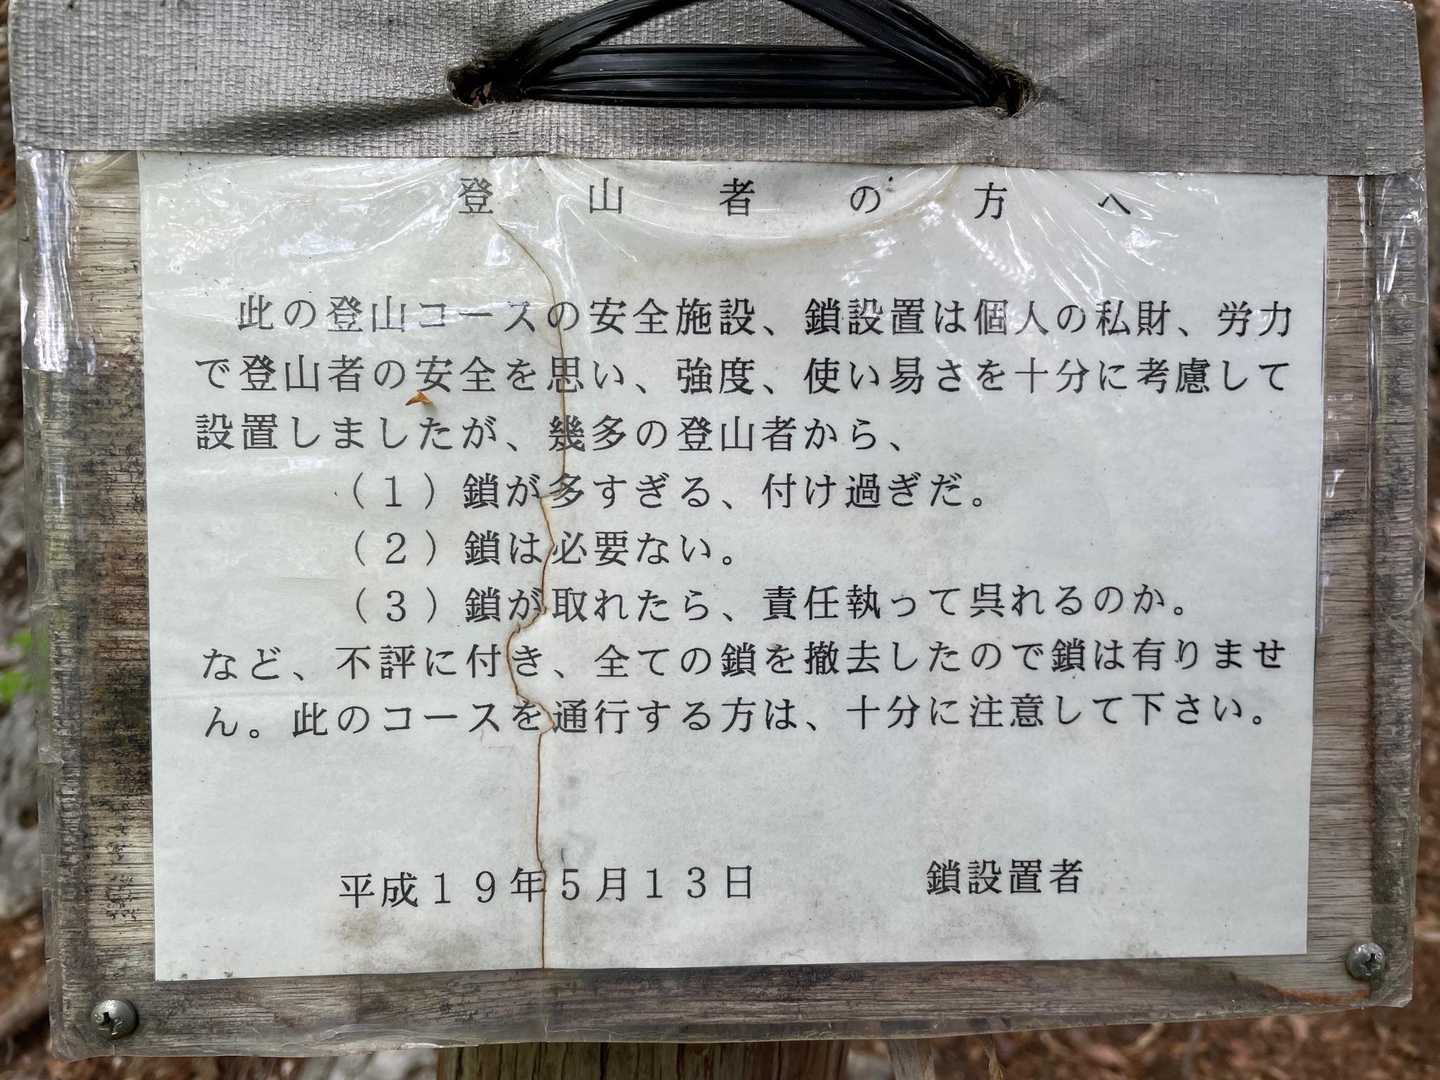 登山者の方へ
此の登山コースの安全施設、鎖設置は個人の私財、労力
で登山者の安全を思い、強度、使い易さを十分に考慮して
設置しましたが、幾多の登山者から、
（１）鎖が多すぎる、付け過ぎだ。
（２）鎖は必要ない。
（３）鎖が取れたら、責任執って呉れるのか。
など、不評に付き、全ての鎖を撤去したので鎖は有りませ
ん。此のコースを通行する方は、十分に注意して下さい。
平成１９年５月１３日　鎖設置者